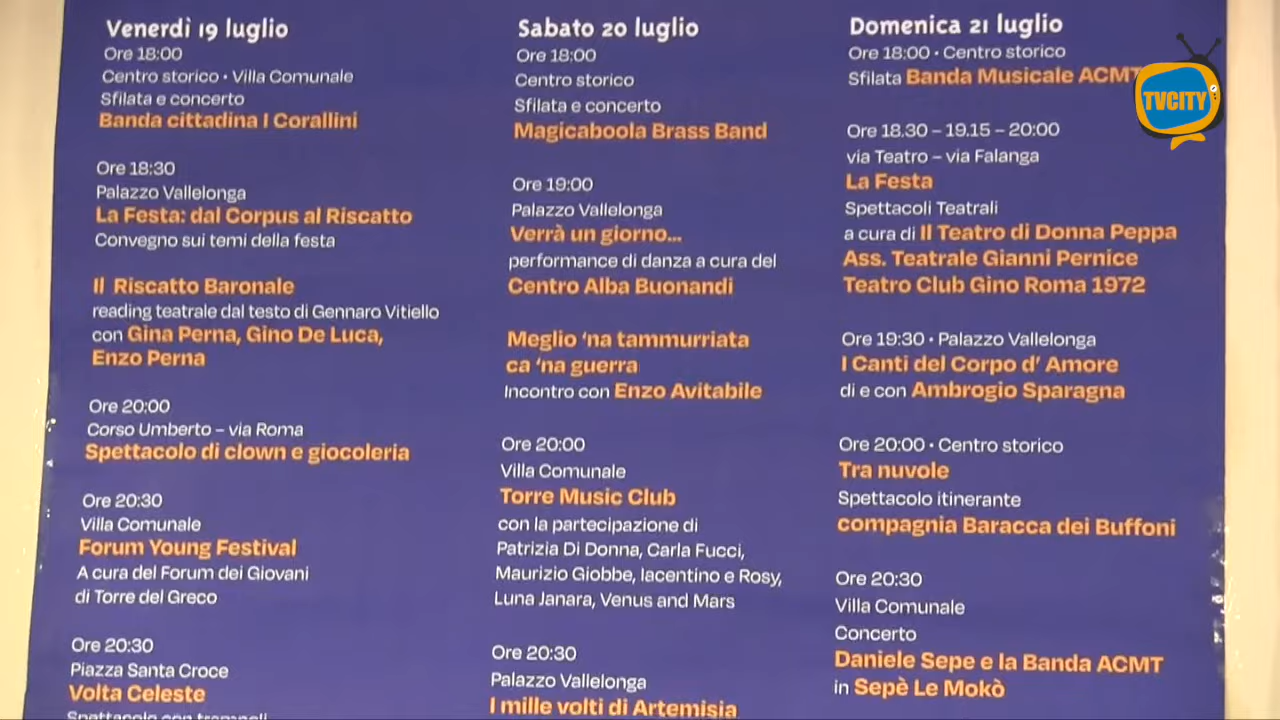 Venerdì 19 luglio
Ore 18:00
Centro storico • Villa Comunale
Sfilata e concerto
Banda cittadina I Corallini
Ore 18:30
Palazzo Vallelonga
La Festa: dal Corpus al Riscatto
Convegno sui temi della festa
Il Riscatto Baronale
reading teatrale dal testo di Gennaro Vitiello
con Gina Perna, Gino De Luca,
Enzo Perna
Ore 20:00
Corso Umberto – via Roma
Spettacolo di clown e giocoleria
Ore 20:30
Villa Comunale
Forum Young Festival
A cura del Forum dei Giovani
di Torre del Greco
Ore 20:30
Piazza Santa Croce
Volta Celeste
Spettacolo con trampoli
Sabato 20 luglio
Ore 18:00
Centro storico
Sfilata e concerto
Magicaboola Brass Band
Ore 19:00
Palazzo Vallelonga
Verrà un giorno...
performance di danza a cura del
Centro Alba Buonandi
Meglio ‘na tammurriata
ca ‘na guerra
Incontro con Enzo Avitabile
Ore 20:00
Villa Comunale
Torre Music Club
con la partecipazione di
Patrizia Di Donna, Carla Fucci,
Maurizio Giobbe, Iacentino e Rosy,
Luna Janara, Venus and Mars
Ore 20:30
Palazzo Vallelonga
I mille volti di Artemisia
Domenica 21 luglio
Ore 18:00 • Centro storico
Sfilata Banda Musicale ACMT
Ore 18.30 – 19.15 – 20:00
via Teatro – via Falanga
La Festa
Spettacoli Teatrali
a cura di Il Teatro di Donna Peppa
Ass. Teatrale Gianni Pernice
Teatro Club Gino Roma 1972
Ore 19:30 • Palazzo Vallelonga
I Canti del Corpo d’ Amore
di e con Ambrogio Sparagna
Ore 20:00 • Centro storico
Tra nuvole
Spettacolo itinerante
compagnia Baracca dei Buffoni
Ore 20:30
Villa Comunale
Concerto
Daniele Sepe e la Banda ACMT
in Sepè Le Mokò
TVCITY